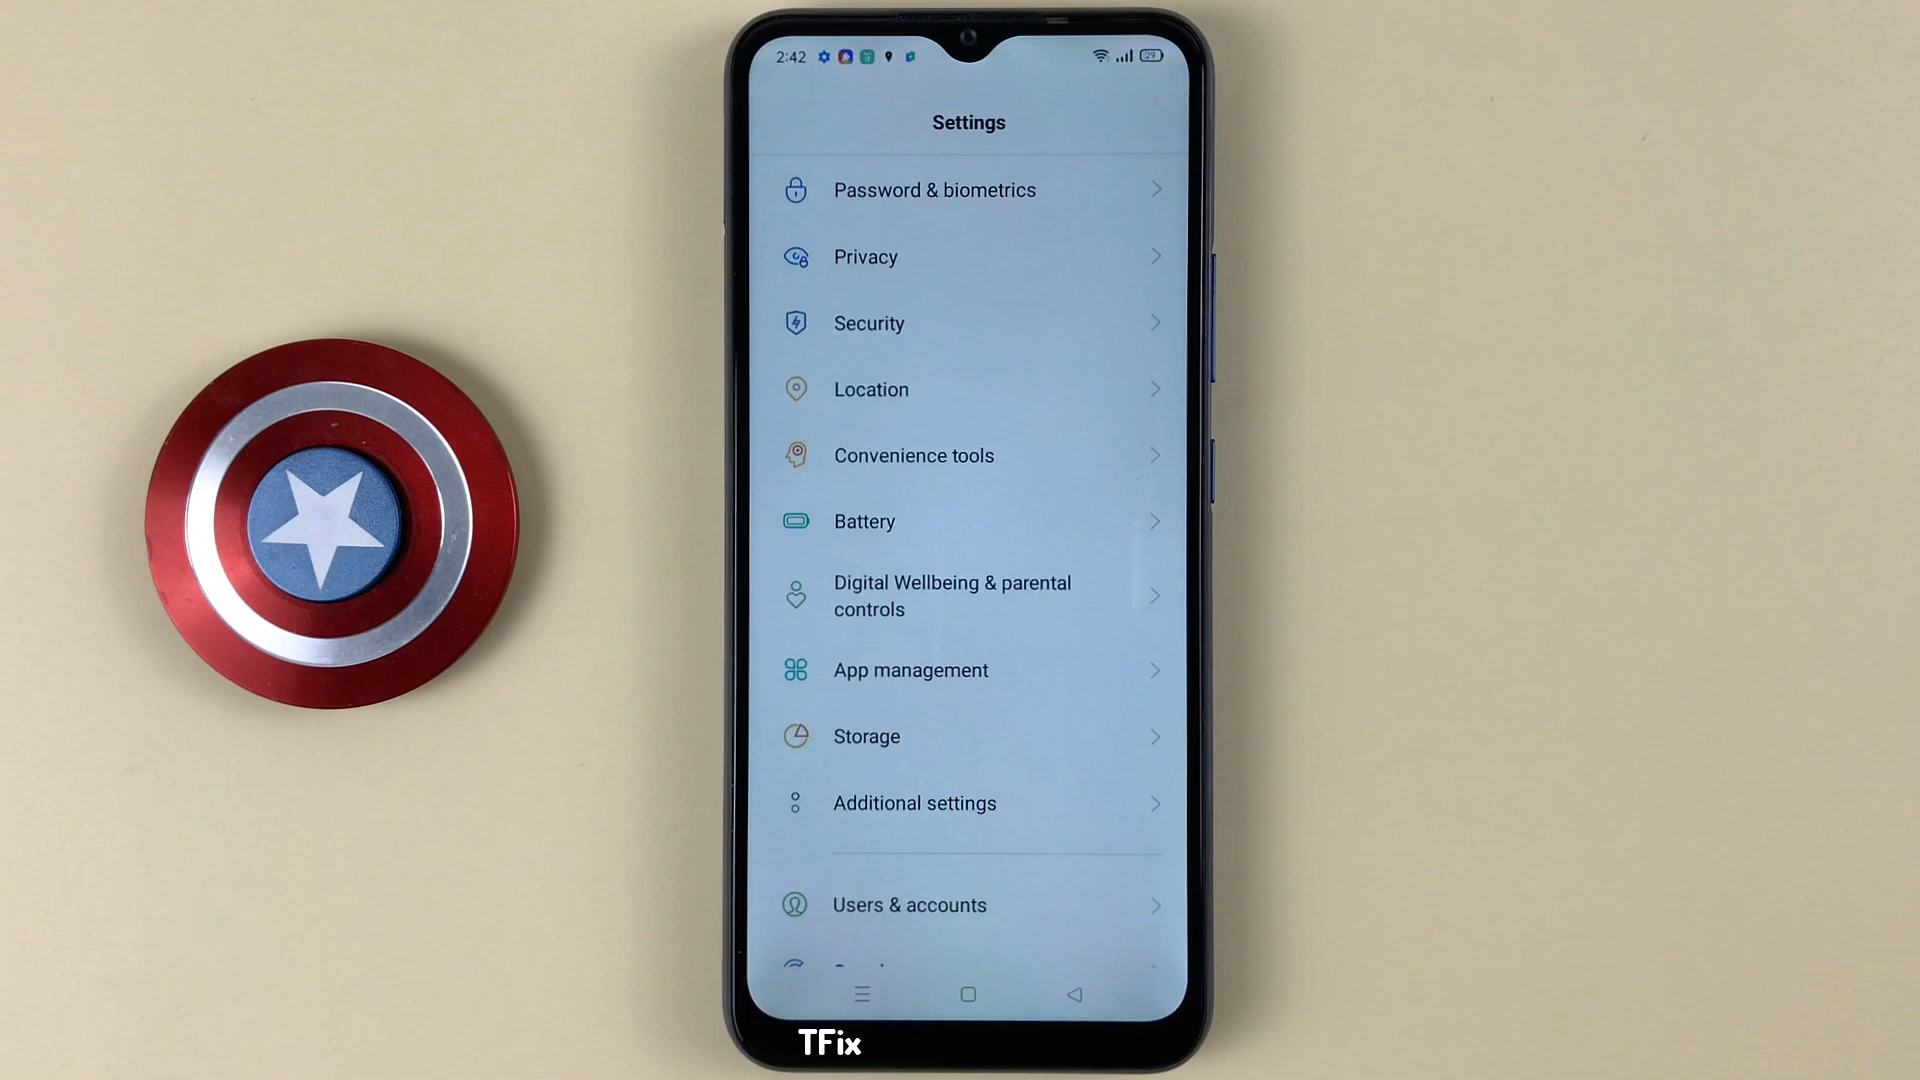 2:42
29
Settings
Password & biometrics
Privacy
Security
Location
Convenience tools
Battery
Digital Wellbeing & parental
controls
App management
Storage
Additional settings
Users & accounts
TFix